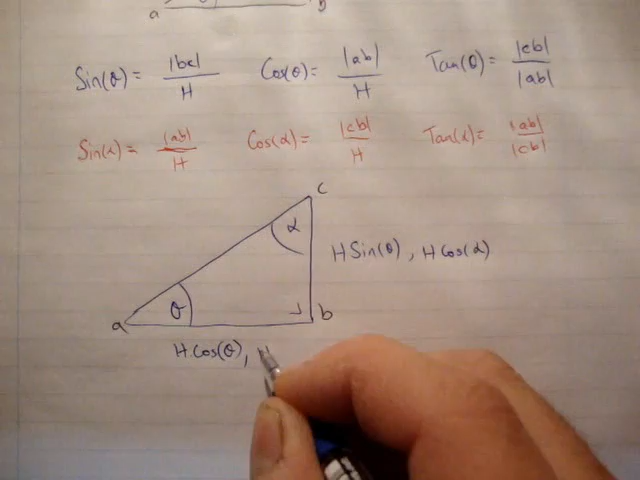 a b
Sin(θ) = |bc|/H Cos(θ) = |ab|/H Tan(θ) = |cb|/|ab|
Sin(α) = |ab|/H Cos(α) = |cb|/H Tan(α) = |ab|/|cb|
c
α
H Sin(θ) , H Cos(α)
θ
a b
H.Cos(θ) ,